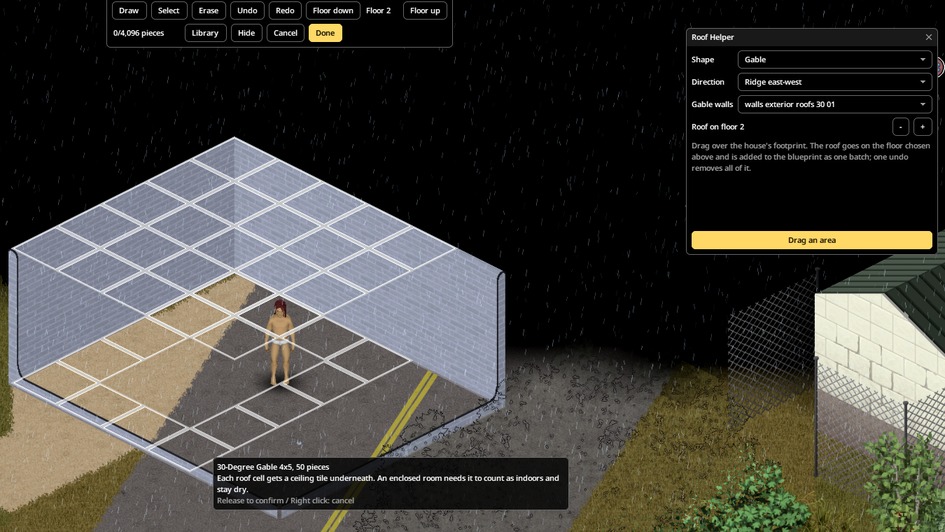 Draw Select Erase Undo Redo Floor down Floor 2 Floor up
0/4,096 pieces Library Hide Cancel Done
Roof Helper
Shape Gable
Direction Ridge east-west
Gable walls walls exterior roofs 30 01
Roof on floor 2 - +
Drag over the house's footprint. The roof goes on the floor chosen
above and is added to the blueprint as one batch; one undo
removes all of it.
Drag an area
30-Degree Gable 4x5, 50 pieces
Each roof cell gets a ceiling tile underneath. An enclosed room needs it to count as indoors and
stay dry.
Release to confirm / Right click: cancel